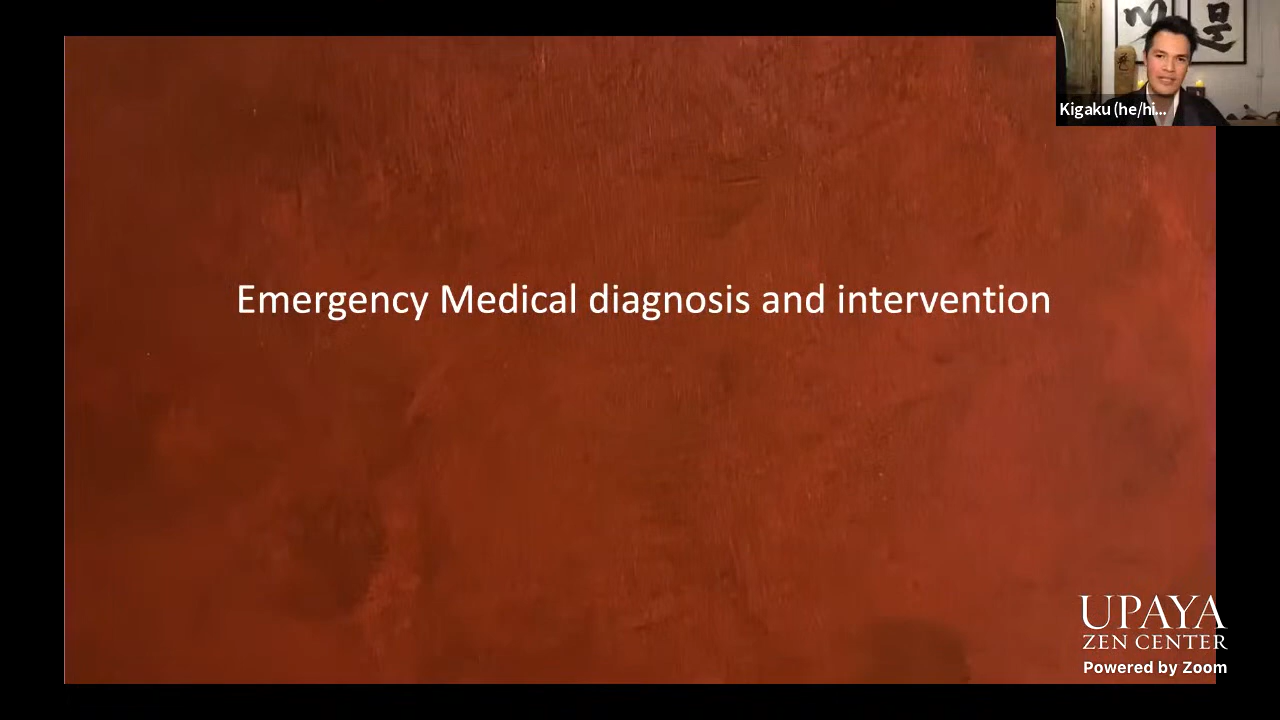 Kigaku (he/hi...
Emergency Medical diagnosis and intervention
UPAYA
ZEN CENTER
Powered by Zoom